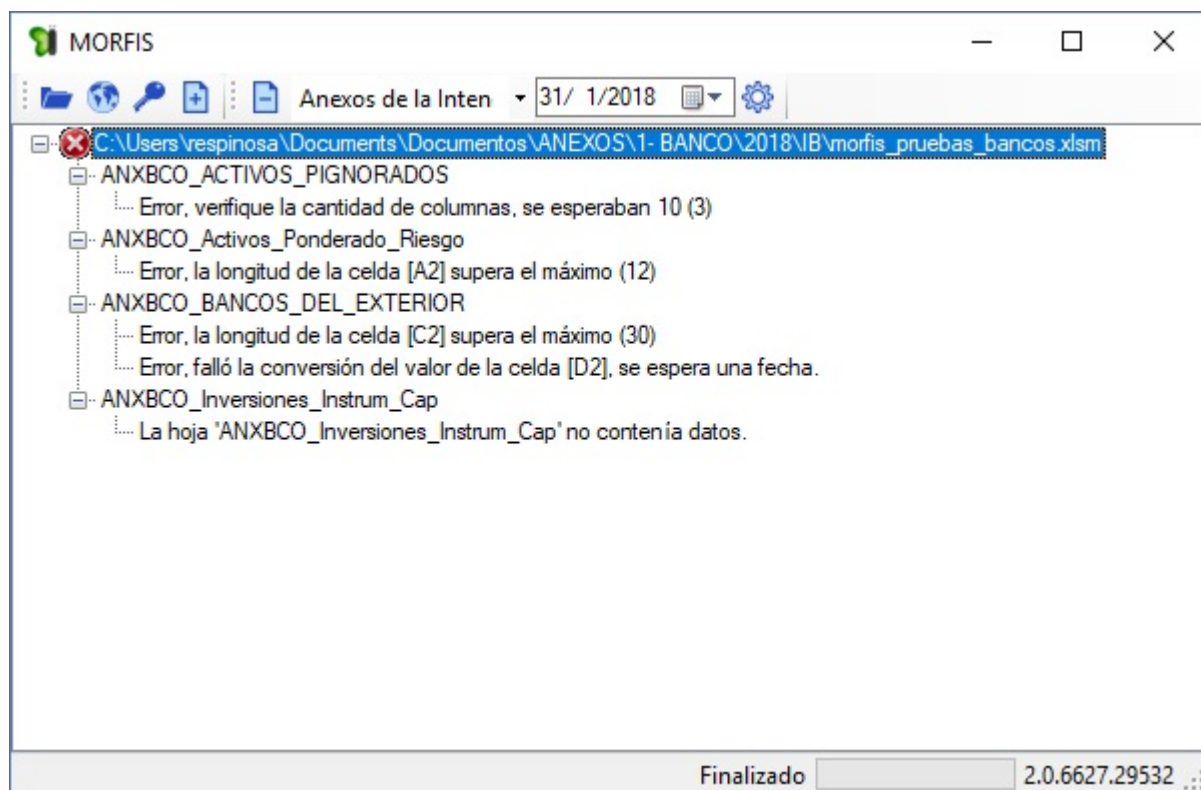 MORFIS
Anexos de la Inten 31/ 1/2018
C:\Users\respinosa\Documents\Documentos\ANEXOS\1- BANCO\2018\IB\morfis_pruebas_bancos.xlsm
ANXBCO_ACTIVOS_PIGNORADOS
Error, verifique la cantidad de columnas, se esperaban 10 (3)
ANXBCO_Activos_Ponderado_Riesgo
Error, la longitud de la celda [A2] supera el máximo (12)
ANXBCO_BANCOS_DEL_EXTERIOR
Error, la longitud de la celda [C2] supera el máximo (30)
Error, falló la conversión del valor de la celda [D2], se espera una fecha.
ANXBCO_Inversiones_Instrum_Cap
La hoja 'ANXBCO_Inversiones_Instrum_Cap' no contenía datos.
Finalizado 2.0.6627.29532